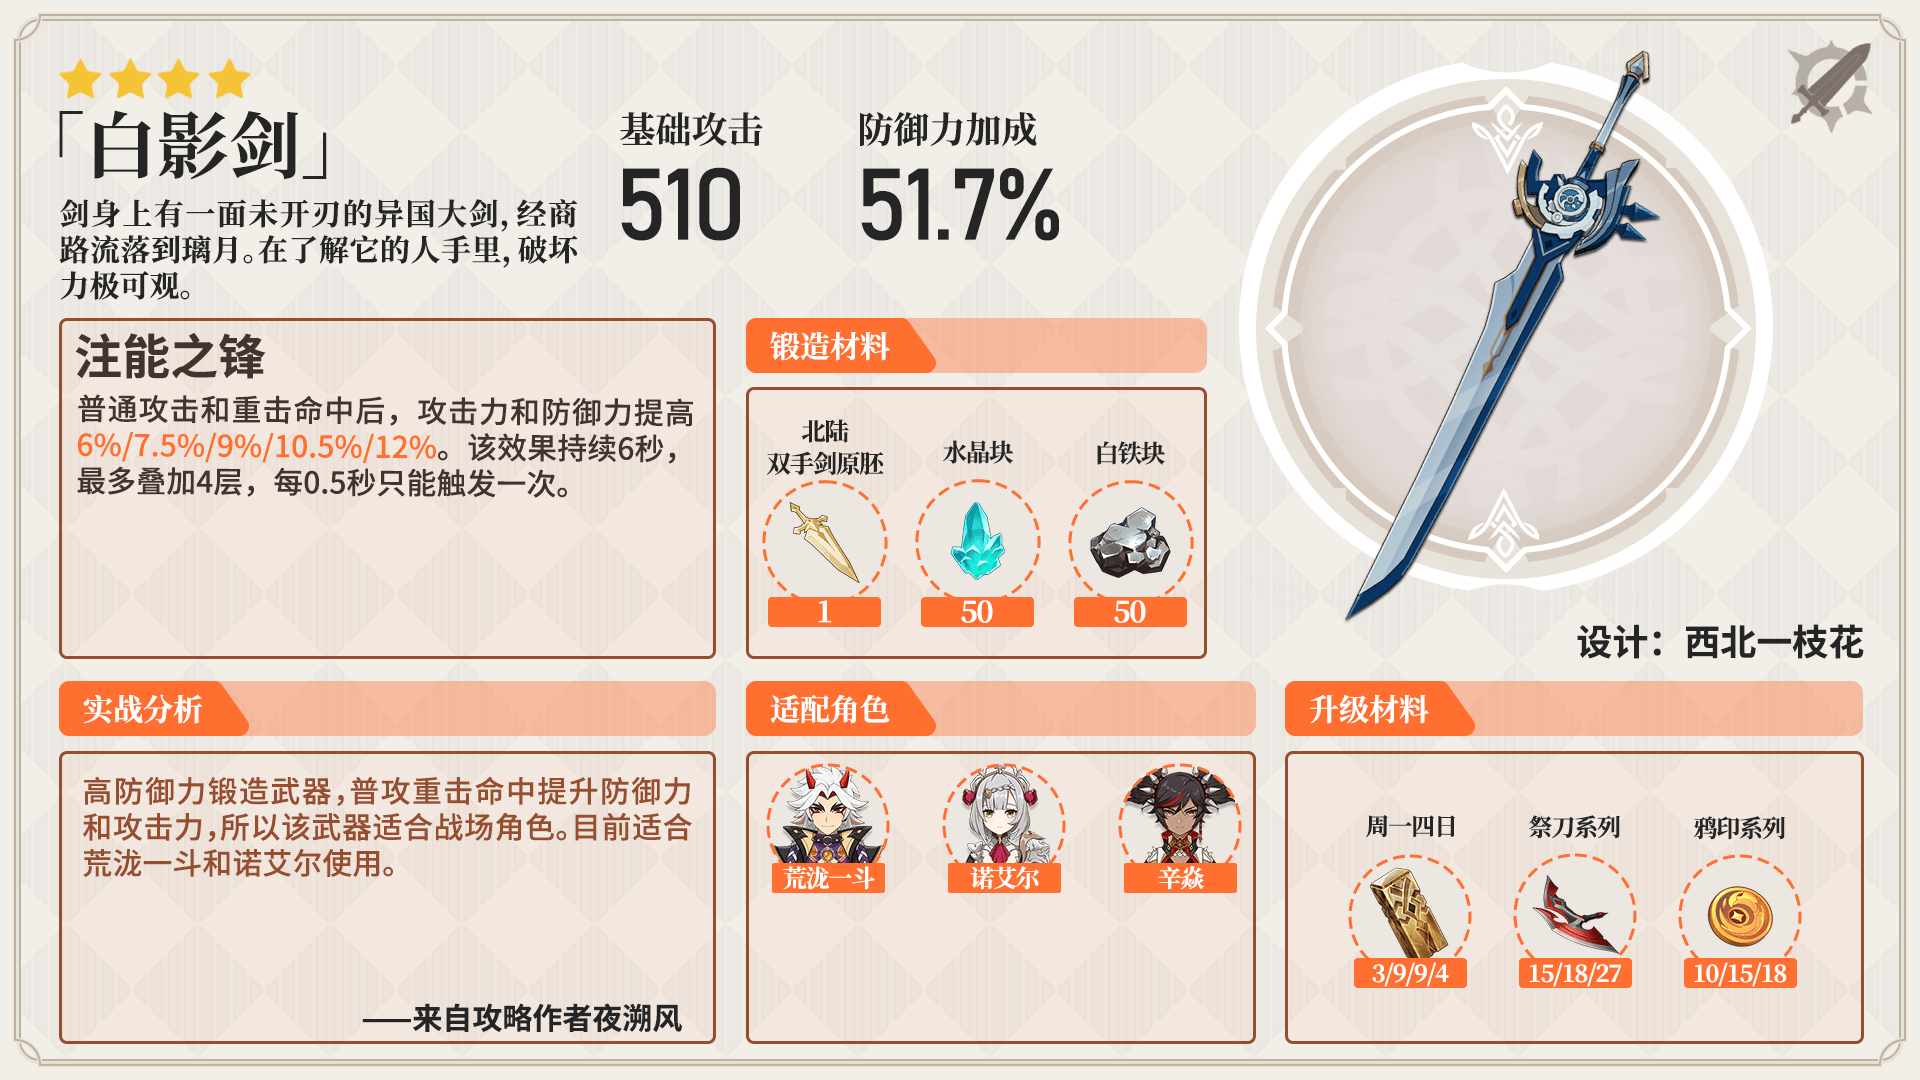 「白影剑」
剑身上有一面未开刃的异国大剑，经商
路流落到璃月。在了解它的人手里，破坏
力极可观。
基础攻击
510
防御力加成
51.7%
注能之锋
普通攻击和重击命中后，攻击力和防御力提高
6%/7.5%/9%/10.5%/12%。该效果持续6秒，
最多叠加4层，每0.5秒只能触发一次。
锻造材料
北陆
双手剑原胚
1
水晶块
50
白铁块
50
设计：西北一枝花
实战分析
高防御力锻造武器，普攻重击命中提升防御力
和攻击力，所以该武器适合战场角色。目前适合
荒泷一斗和诺艾尔使用。
——来自攻略作者夜溯风
适配角色
荒泷一斗
诺艾尔
辛焱
升级材料
周一四日
3/9/9/4
祭刀系列
15/18/27
鸦印系列
10/15/18